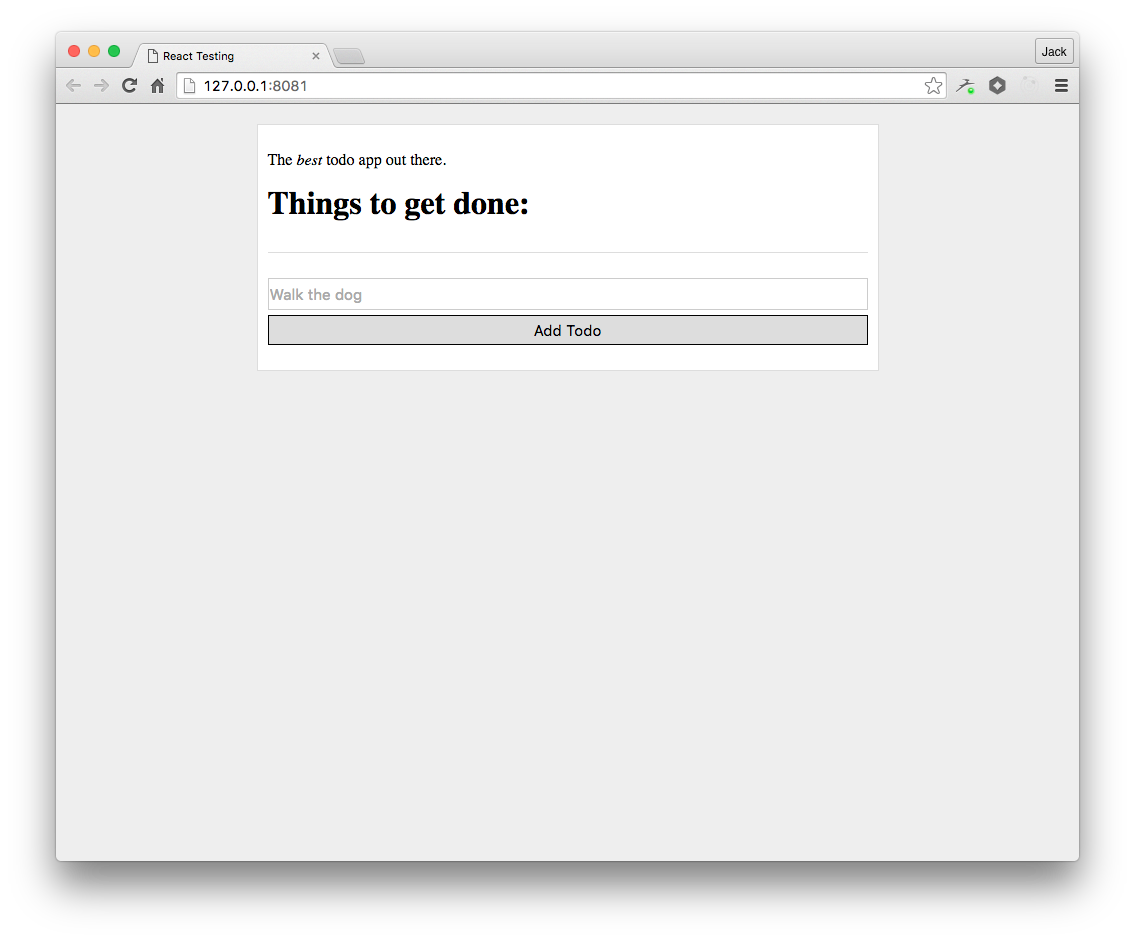 React Testing
Jack
127.0.0.1:8081
The best todo app out there.
Things to get done:
Walk the dog
Add Todo